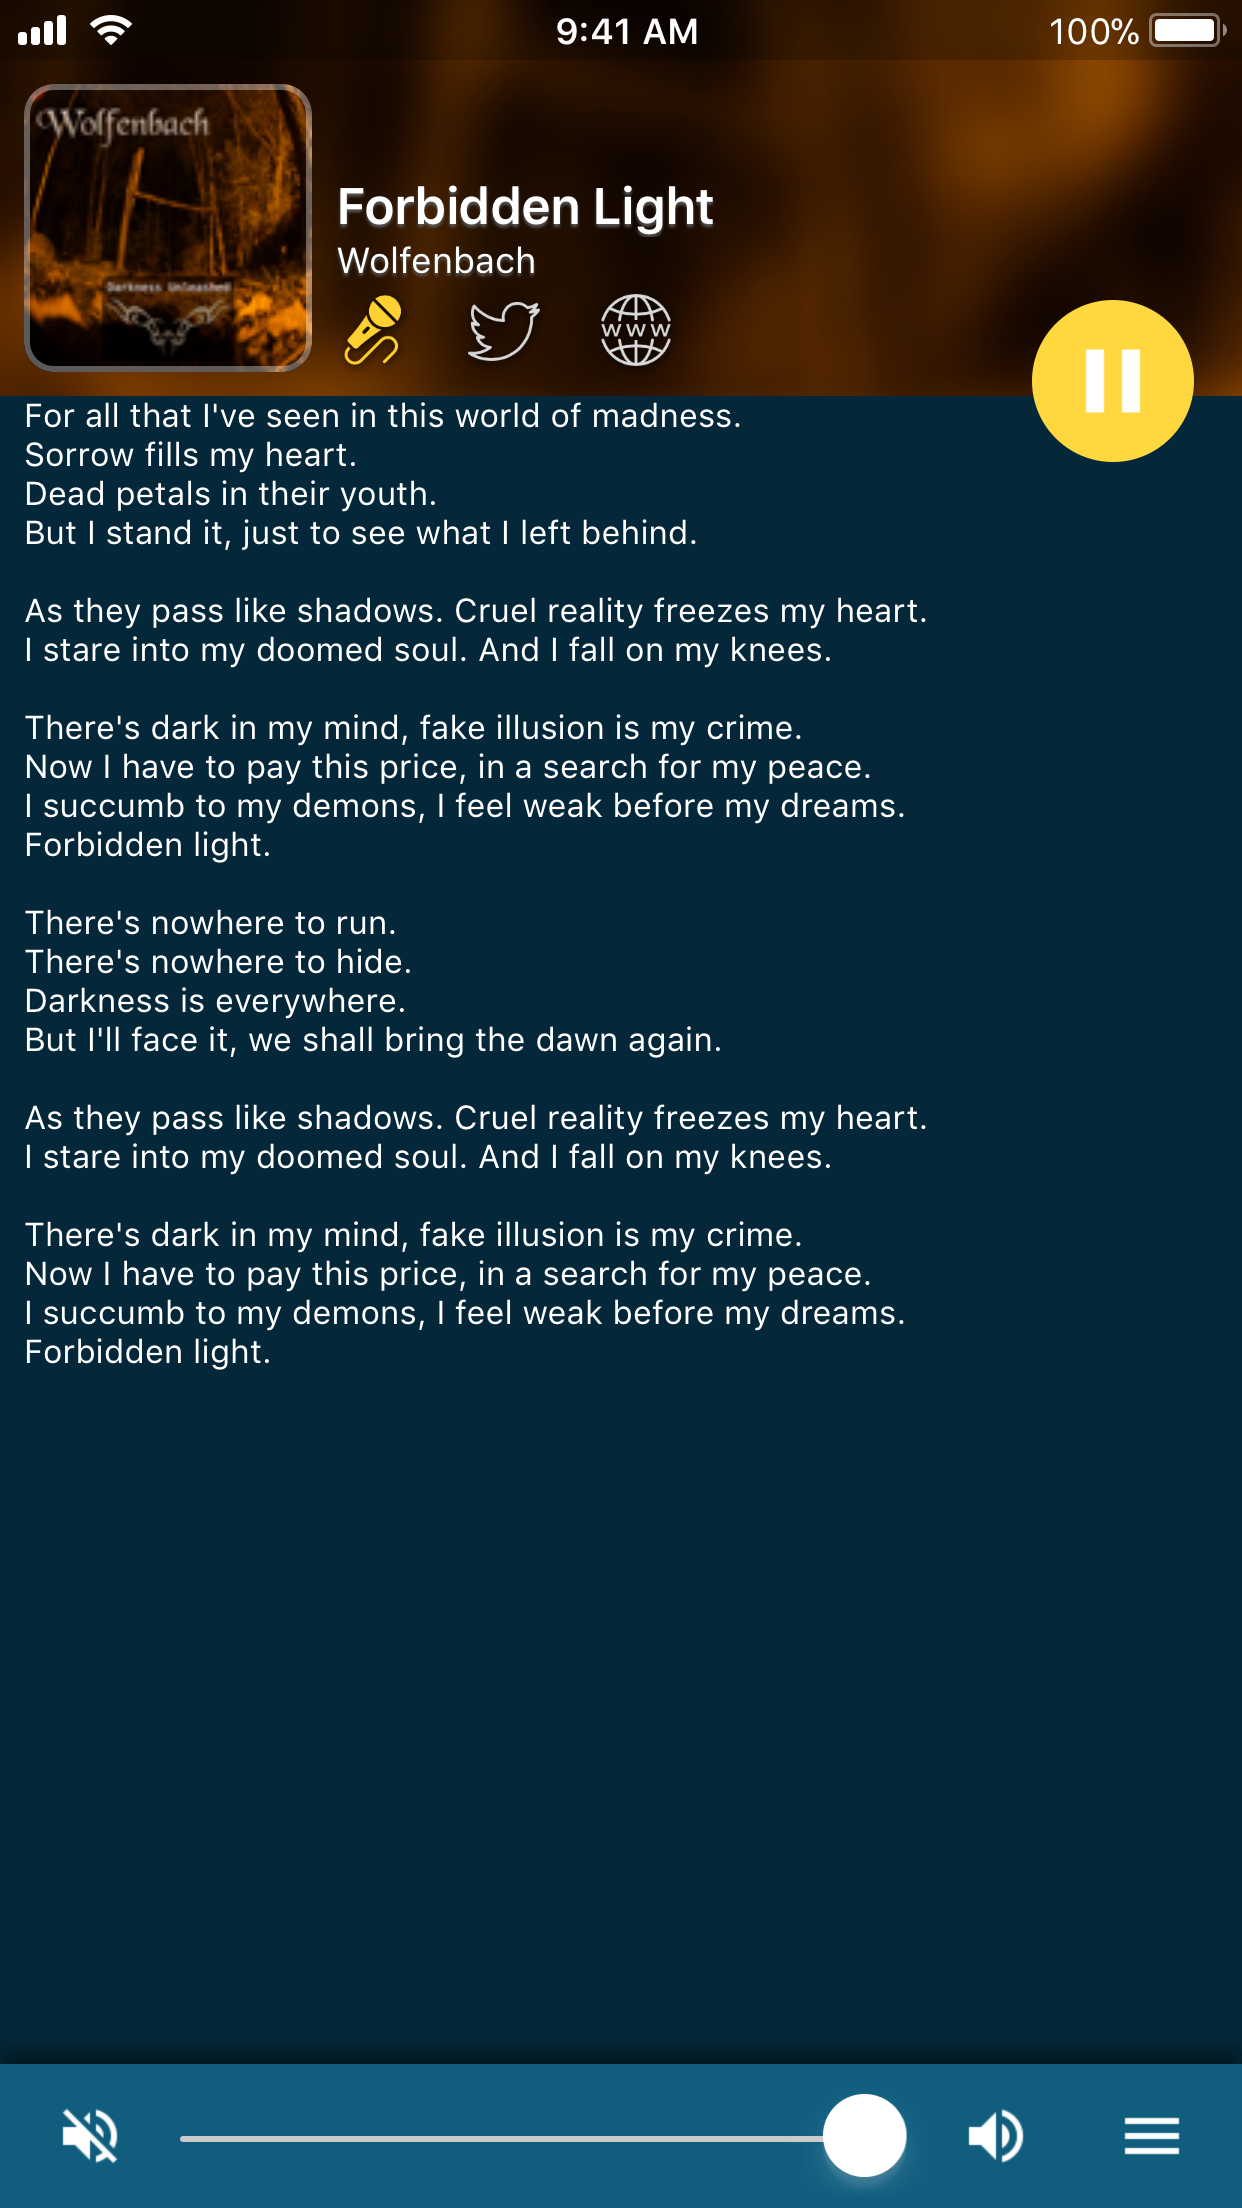 9:41 AM
100%
Wolfenbach
Darkness Unleashed
Forbidden Light
Wolfenbach
WWW
For all that I've seen in this world of madness.
Sorrow fills my heart.
Dead petals in their youth.
But I stand it, just to see what I left behind.
As they pass like shadows. Cruel reality freezes my heart.
I stare into my doomed soul. And I fall on my knees.
There's dark in my mind, fake illusion is my crime.
Now I have to pay this price, in a search for my peace.
I succumb to my demons, I feel weak before my dreams.
Forbidden light.
There's nowhere to run.
There's nowhere to hide.
Darkness is everywhere.
But I'll face it, we shall bring the dawn again.
As they pass like shadows. Cruel reality freezes my heart.
I stare into my doomed soul. And I fall on my knees.
There's dark in my mind, fake illusion is my crime.
Now I have to pay this price, in a search for my peace.
I succumb to my demons, I feel weak before my dreams.
Forbidden light.